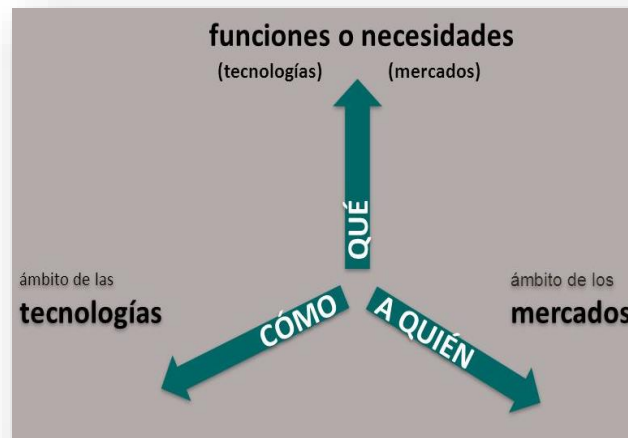 funciones o necesidades
(tecnologías) (mercados)
QUÉ
ámbito de las
tecnologías
CÓMO
A QUIÉN
ámbito de los
mercados